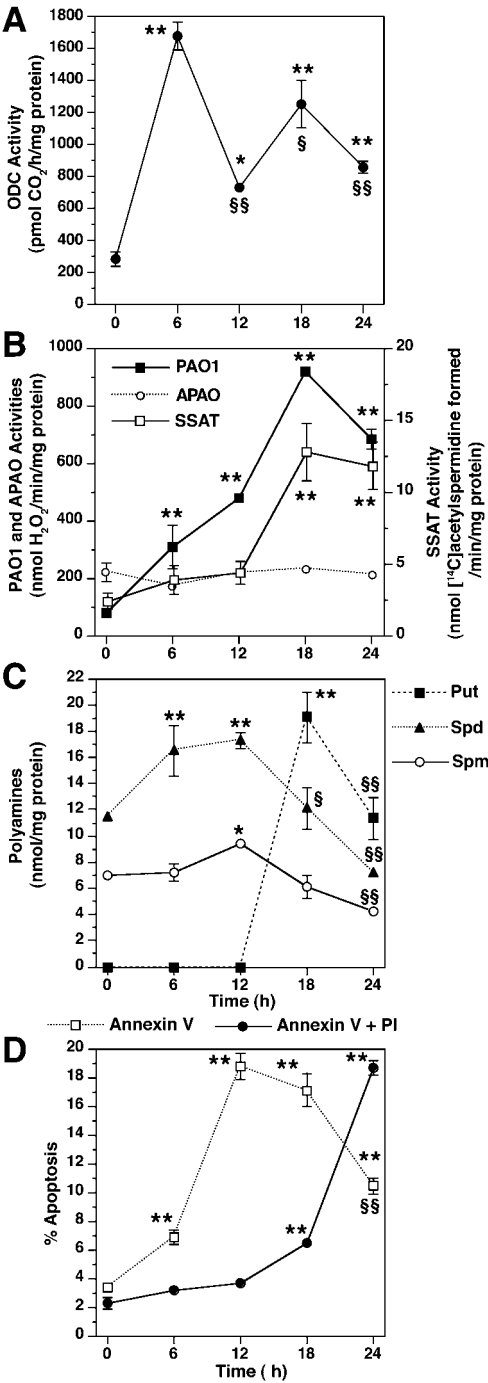 A
ODC Activity
(pmol CO2/h/mg protein)
1800
1600
1400
1200
1000
800
600
400
200
0
**
*
§§
**
§
**
§§
0 6 12 18 24
B
PAO1 and APAO Activities
(nmol H2O2/min/mg protein)
1000
800
600
400
200
0
PAO1
APAO
SSAT
**
**
**
**
**
**
20
15
10
5
0
SSAT Activity
(nmol [14C]acetylspermidine formed
/min/mg protein)
0 6 12 18 24
C
Polyamines
(nmol/mg protein)
22
20
18
16
14
12
10
8
6
4
2
0
**
**
*
**
§
§§
§§
§§
Put
Spd
Spm
0 6 12 18 24
Time (h)
Annexin V Annexin V + PI
D
% Apoptosis
20
18
16
14
12
10
8
6
4
2
0
**
**
**
**
**
**
§§
0 6 12 18 24
Time ( h)